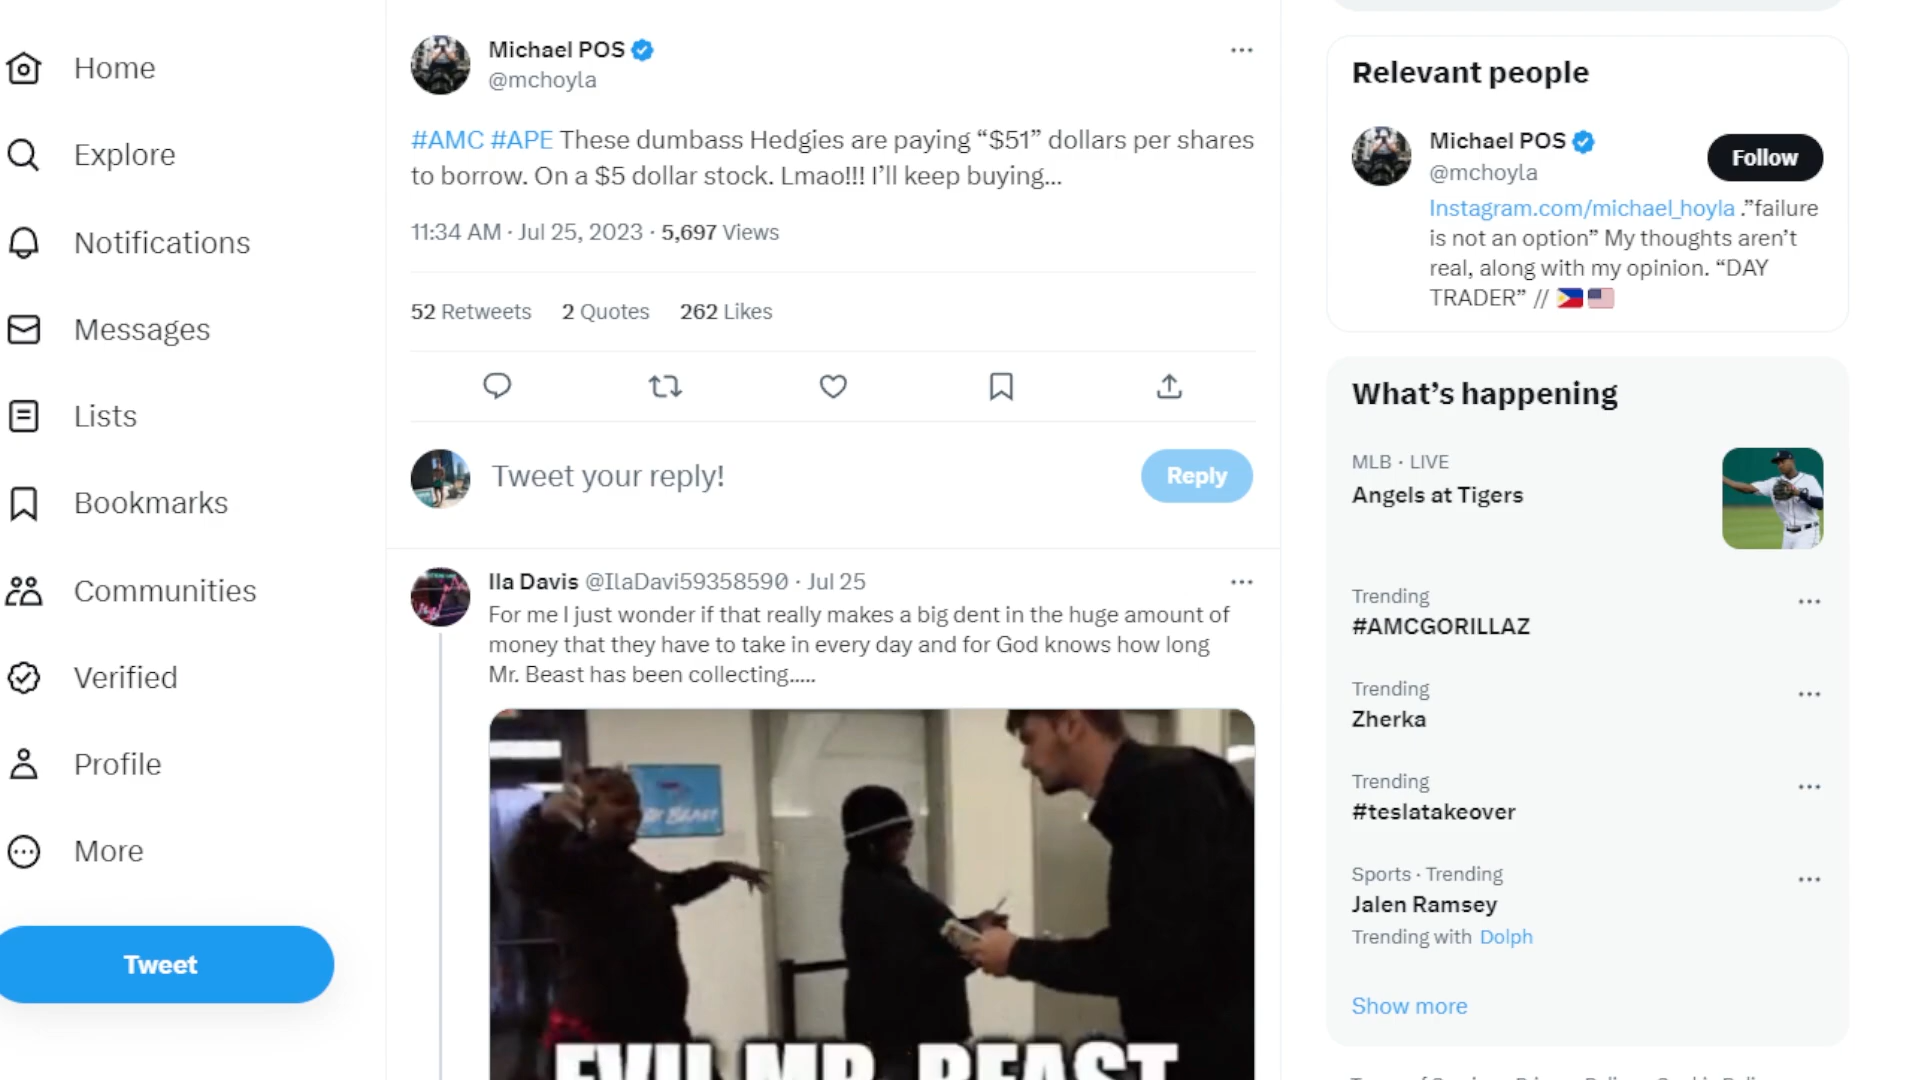 Home
Explore
Notifications
Messages
Lists
Bookmarks
Communities
Verified
Profile
More
Tweet
Michael POS
@mchoyla
#AMC #APE These dumbass Hedgies are paying “$51” dollars per shares
to borrow. On a $5 dollar stock. Lmao!!! I’ll keep buying...
11:34 AM · Jul 25, 2023 · 5,697 Views
52 Retweets 2 Quotes 262 Likes
Tweet your reply!
Reply
Ila Davis @IlaDavi59358590 · Jul 25
For me I just wonder if that really makes a big dent in the huge amount of
money that they have to take in every day and for God knows how long
Mr. Beast has been collecting.....
BEAST
EVIL MR. BEAST
Relevant people
Michael POS
@mchoyla
Follow
Instagram.com/michael_hoyla .”failure
is not an option” My thoughts aren’t
real, along with my opinion. “DAY
TRADER” //
What’s happening
MLB · LIVE
Angels at Tigers
Trending
#AMCGORILLAZ
Trending
Zherka
Trending
#teslatakeover
Sports · Trending
Jalen Ramsey
Trending with Dolph
Show more